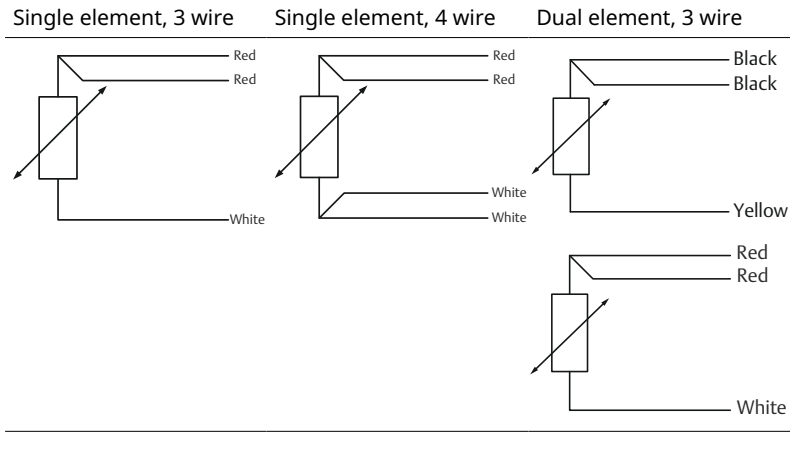 Single element, 3 wire
Single element, 4 wire
Dual element, 3 wire
Red
Red
White
Red
Red
White
White
Black
Black
Yellow
Red
Red
White